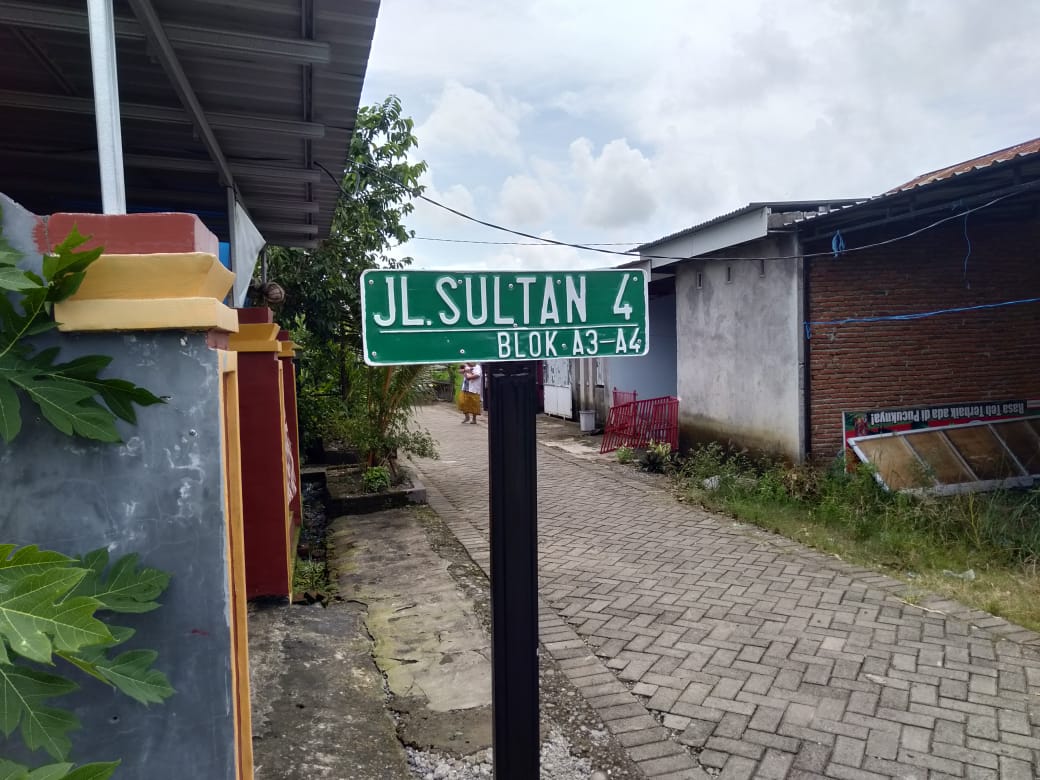 JL. SULTAN 4
BLOK A3-A4
Rasa Teh Terbaik ada di Pucuknya!